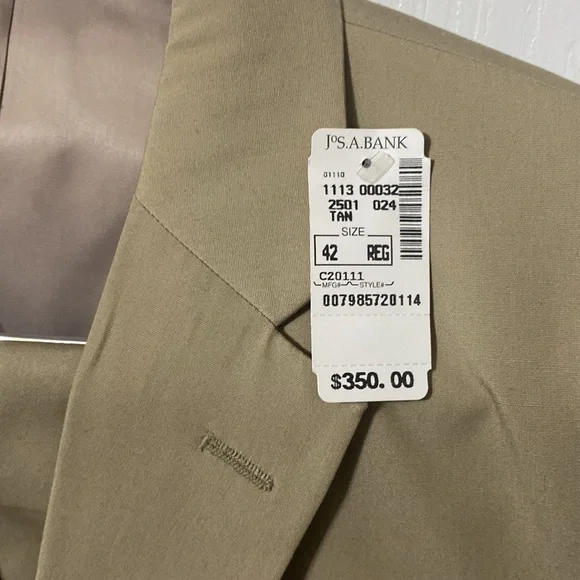 JOS.A.BANK
01110
1113 00032
2501 024
TAN
SIZE
42 REG
C20111
MFG# STYLE#
007985720114
$350.00